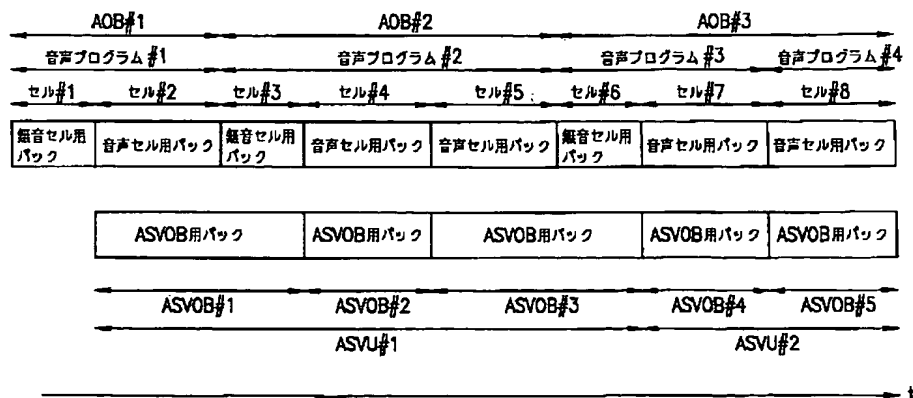 AOB#1 AOB#2 AOB#3
音声プログラム#1 音声プログラム#2 音声プログラム#3 音声プログラム#4
セル#1 セル#2 セル#3 セル#4 セル#5 セル#6 セル#7 セル#8
無音セル用パック 音声セル用パック 無音セル用パック 音声セル用パック 音声セル用パック 無音セル用パック 音声セル用パック 音声セル用パック
ASVOB用パック ASVOB用パック ASVOB用パック ASVOB用パック ASVOB用パック
ASVOB#1 ASVOB#2 ASVOB#3 ASVOB#4 ASVOB#5
ASVU#1 ASVU#2
t